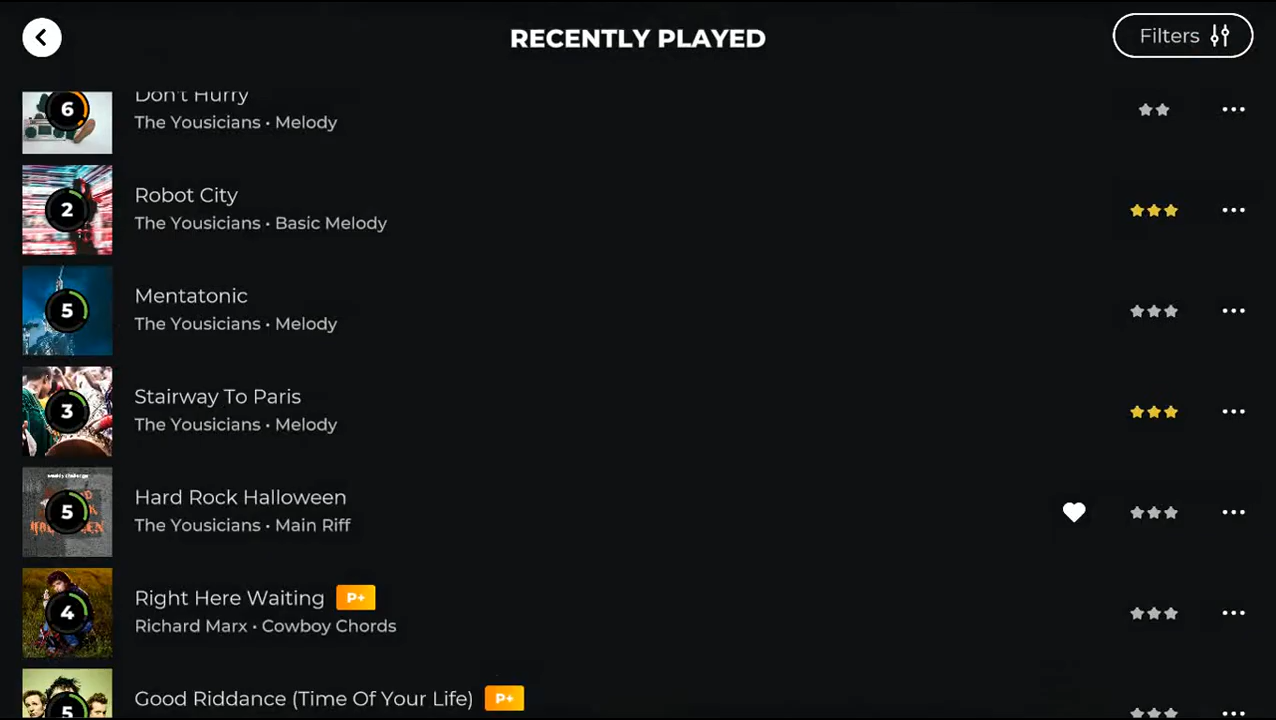 RECENTLY PLAYED
Filters
6
Don't Hurry
The Yousicians • Melody
2
Robot City
The Yousicians • Basic Melody
5
Mentatonic
The Yousicians • Melody
3
Stairway To Paris
The Yousicians • Melody
5
Hard Rock Halloween
The Yousicians • Main Riff
4
Right Here Waiting P+
Richard Marx • Cowboy Chords
5
Good Riddance (Time Of Your Life) P+